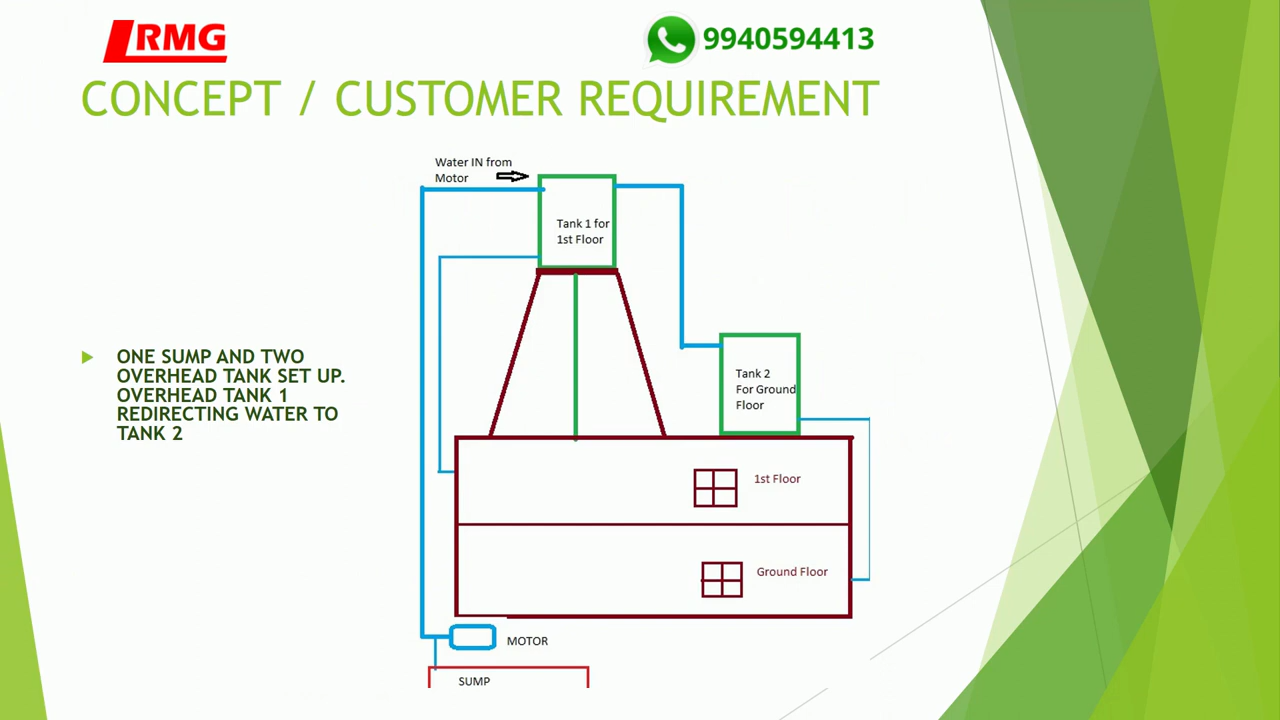 LRMG
9940594413
CONCEPT / CUSTOMER REQUIREMENT
Water IN from
Motor
Tank 1 for
1st Floor
ONE SUMP AND TWO
OVERHEAD TANK SET UP.
OVERHEAD TANK 1
REDIRECTING WATER TO
TANK 2
Tank 2
For Ground
Floor
1st Floor
Ground Floor
MOTOR
SUMP